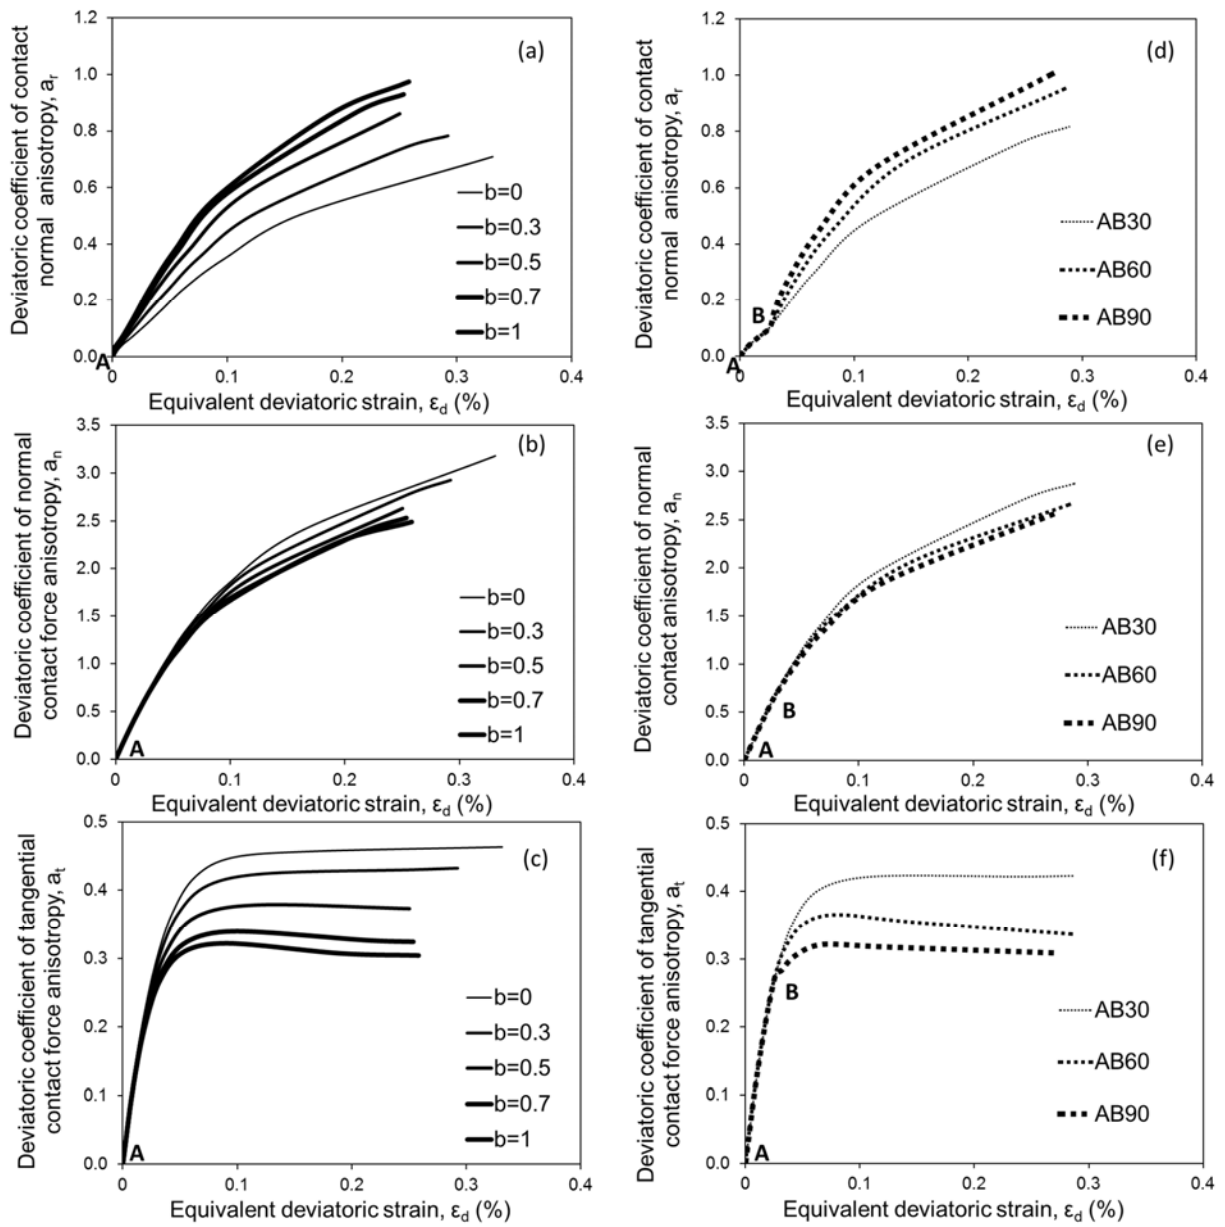 Deviatoric coefficient of contact
normal anisotropy, aᵣ
1.2
1.0
0.8
0.6
0.4
0.2
0.0
(a)
b=0
b=0.3
b=0.5
b=0.7
b=1
A
0
0.1
0.2
0.3
0.4
Equivalent deviatoric strain, ε_d (%)
Deviatoric coefficient of contact
normal anisotropy, aᵣ
1.2
1.0
0.8
0.6
0.4
0.2
0.0
(d)
AB30
AB60
AB90
B
A
0
0.1
0.2
0.3
0.4
Equivalent deviatoric strain, ε_d (%)
Deviatoric coefficient of normal
contact force anisotropy, aₙ
3.5
3.0
2.5
2.0
1.5
1.0
0.5
0.0
(b)
b=0
b=0.3
b=0.5
b=0.7
b=1
A
0
0.1
0.2
0.3
0.4
Equivalent deviatoric strain, ε_d (%)
Deviatoric coefficient of normal
contact anisotropy, aₙ
3.5
3.0
2.5
2.0
1.5
1.0
0.5
0.0
(e)
AB30
AB60
AB90
B
A
0
0.1
0.2
0.3
0.4
Equivalent deviatoric strain, ε_d (%)
Deviatoric coefficient of tangential
contact force anisotropy, aₜ
0.5
0.4
0.3
0.2
0.1
0.0
(c)
b=0
b=0.3
b=0.5
b=0.7
b=1
A
0
0.1
0.2
0.3
0.4
Equivalent deviatoric strain, ε_d (%)
Deviatoric coefficient of tangential
contact force anisotropy, aₜ
0.5
0.4
0.3
0.2
0.1
0.0
(f)
B
AB30
AB60
AB90
A
0
0.1
0.2
0.3
0.4
Equivalent deviatoric strain, ε_d (%)